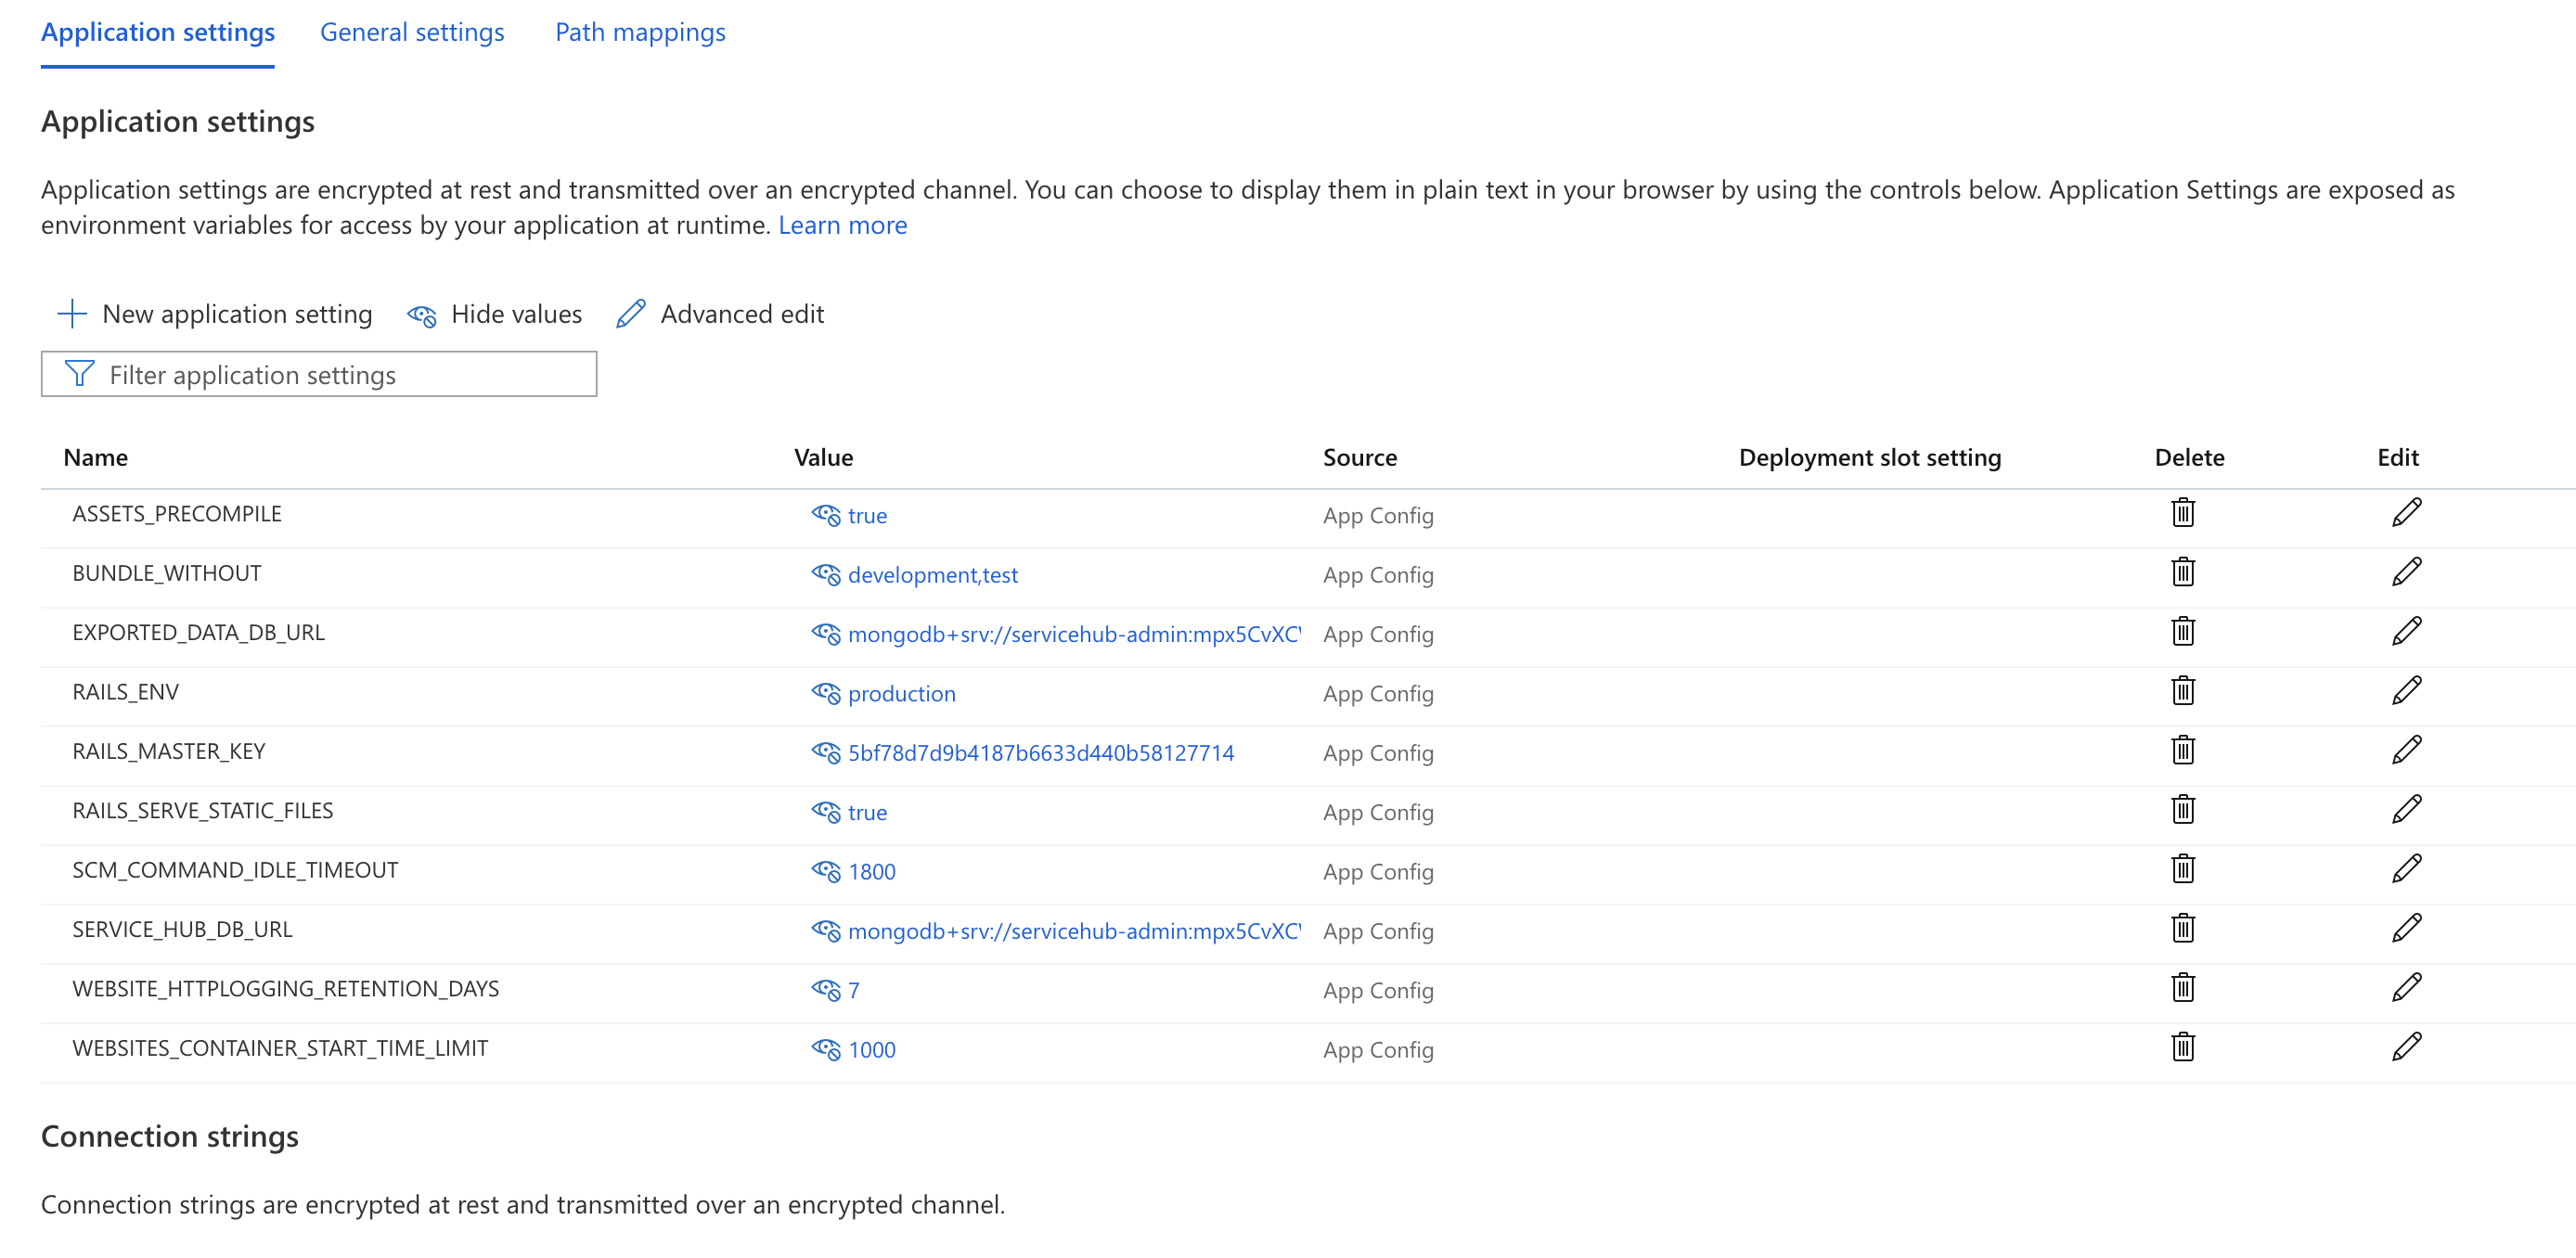 Application settings General settings Path mappings
Application settings
Application settings are encrypted at rest and transmitted over an encrypted channel. You can choose to display them in plain text in your browser by using the controls below. Application Settings are exposed as
environment variables for access by your application at runtime. Learn more
New application setting Hide values Advanced edit
Filter application settings
Name Value Source Deployment slot setting Delete Edit
ASSETS_PRECOMPILE true App Config
BUNDLE_WITHOUT development,test App Config
EXPORTED_DATA_DB_URL mongodb+srv://servicehub-admin:mpx5CvXC App Config
RAILS_ENV production App Config
RAILS_MASTER_KEY 5bf78d7d9b4187b6633d440b58127714 App Config
RAILS_SERVE_STATIC_FILES true App Config
SCM_COMMAND_IDLE_TIMEOUT 1800 App Config
SERVICE_HUB_DB_URL mongodb+srv://servicehub-admin:mpx5CvXC App Config
WEBSITE_HTTPLOGGING_RETENTION_DAYS 7 App Config
WEBSITES_CONTAINER_START_TIME_LIMIT 1000 App Config
Connection strings
Connection strings are encrypted at rest and transmitted over an encrypted channel.